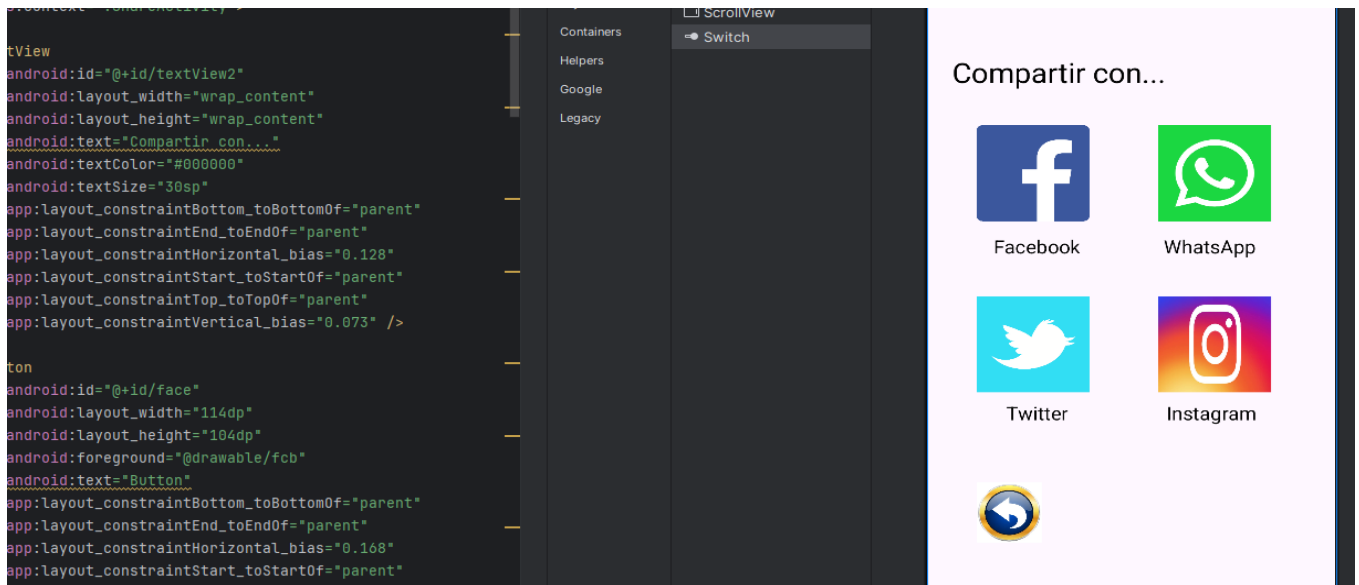 tView
android:id="@+id/textView2"
android:layout_width="wrap_content"
android:layout_height="wrap_content"
android:text="Compartir con..."
android:textColor="#000000"
android:textSize="30sp"
app:layout_constraintBottom_toBottomOf="parent"
app:layout_constraintEnd_toEndOf="parent"
app:layout_constraintHorizontal_bias="0.128"
app:layout_constraintStart_toStartOf="parent"
app:layout_constraintTop_toTopOf="parent"
app:layout_constraintVertical_bias="0.073" />
ton
android:id="@+id/face"
android:layout_width="114dp"
android:layout_height="104dp"
android:foreground="@drawable/fcb"
android:text="Button"
app:layout_constraintBottom_toBottomOf="parent"
app:layout_constraintEnd_toEndOf="parent"
app:layout_constraintHorizontal_bias="0.168"
app:layout_constraintStart_toStartOf="parent"
Containers
Helpers
Google
Legacy
ScrollView
Switch
Compartir con...
Facebook
WhatsApp
Twitter
Instagram